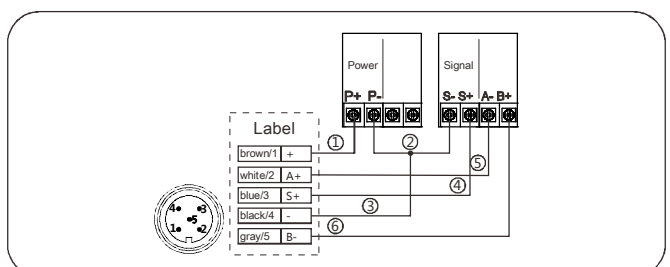 Power
Signal
P+ P-
S- S+ A- B+
Label
① ②
brown/1 +
white/2 A+
⑤
④
blue/3 S+
③
black/4 -
⑥
gray/5 B-
4 3
5
1 2